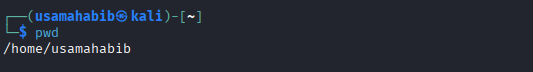 ┌──(usamahabib㉿kali)-[~]
└─$ pwd
/home/usamahabib